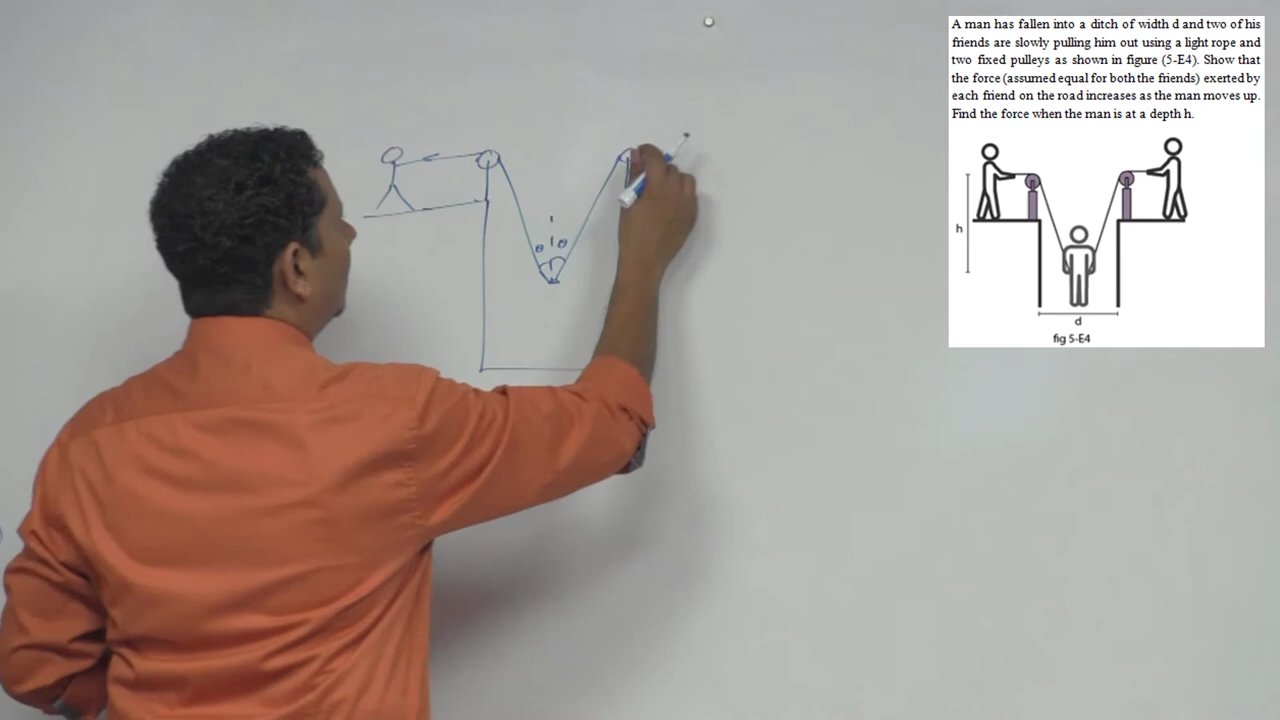 A man has fallen into a ditch of width d and two of his
friends are slowly pulling him out using a light rope and
two fixed pulleys as shown in figure (5-E4). Show that
the force (assumed equal for both the friends) exerted by
each friend on the road increases as the man moves up.
Find the force when the man is at a depth h.
h
d
fig 5-E4
θ θ